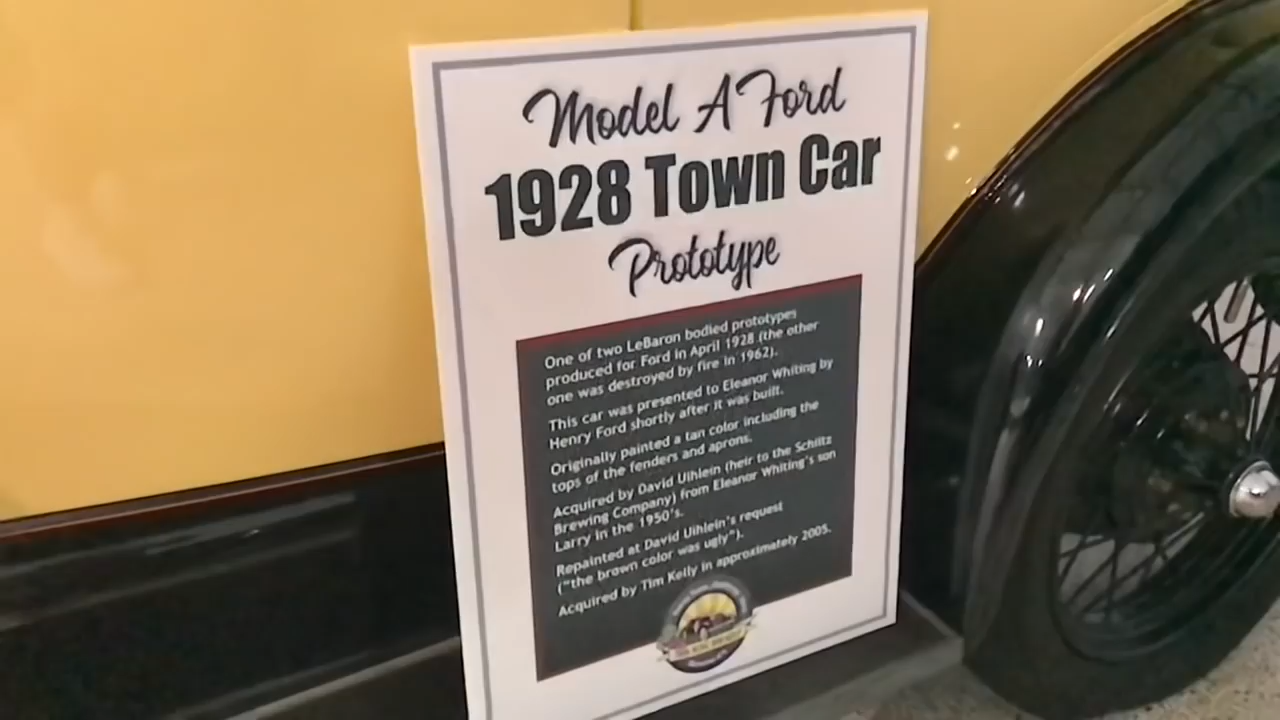 Model A Ford
1928 Town Car
Prototype
One of two LeBaron bodied prototypes
produced for Ford in April 1928 (the other
one was destroyed by fire in 1962).
This car was presented to Eleanor Whiting by
Henry Ford shortly after it was built.
Originally painted a tan color including the
tops of the fenders and aprons.
Acquired by David Uihlein (heir to the Schlitz
Brewing Company) from Eleanor Whiting's son
Larry in the 1950's.
Repainted at David Uihlein's request
("the brown color was ugly").
Acquired by Tim Kelly in approximately 2005.